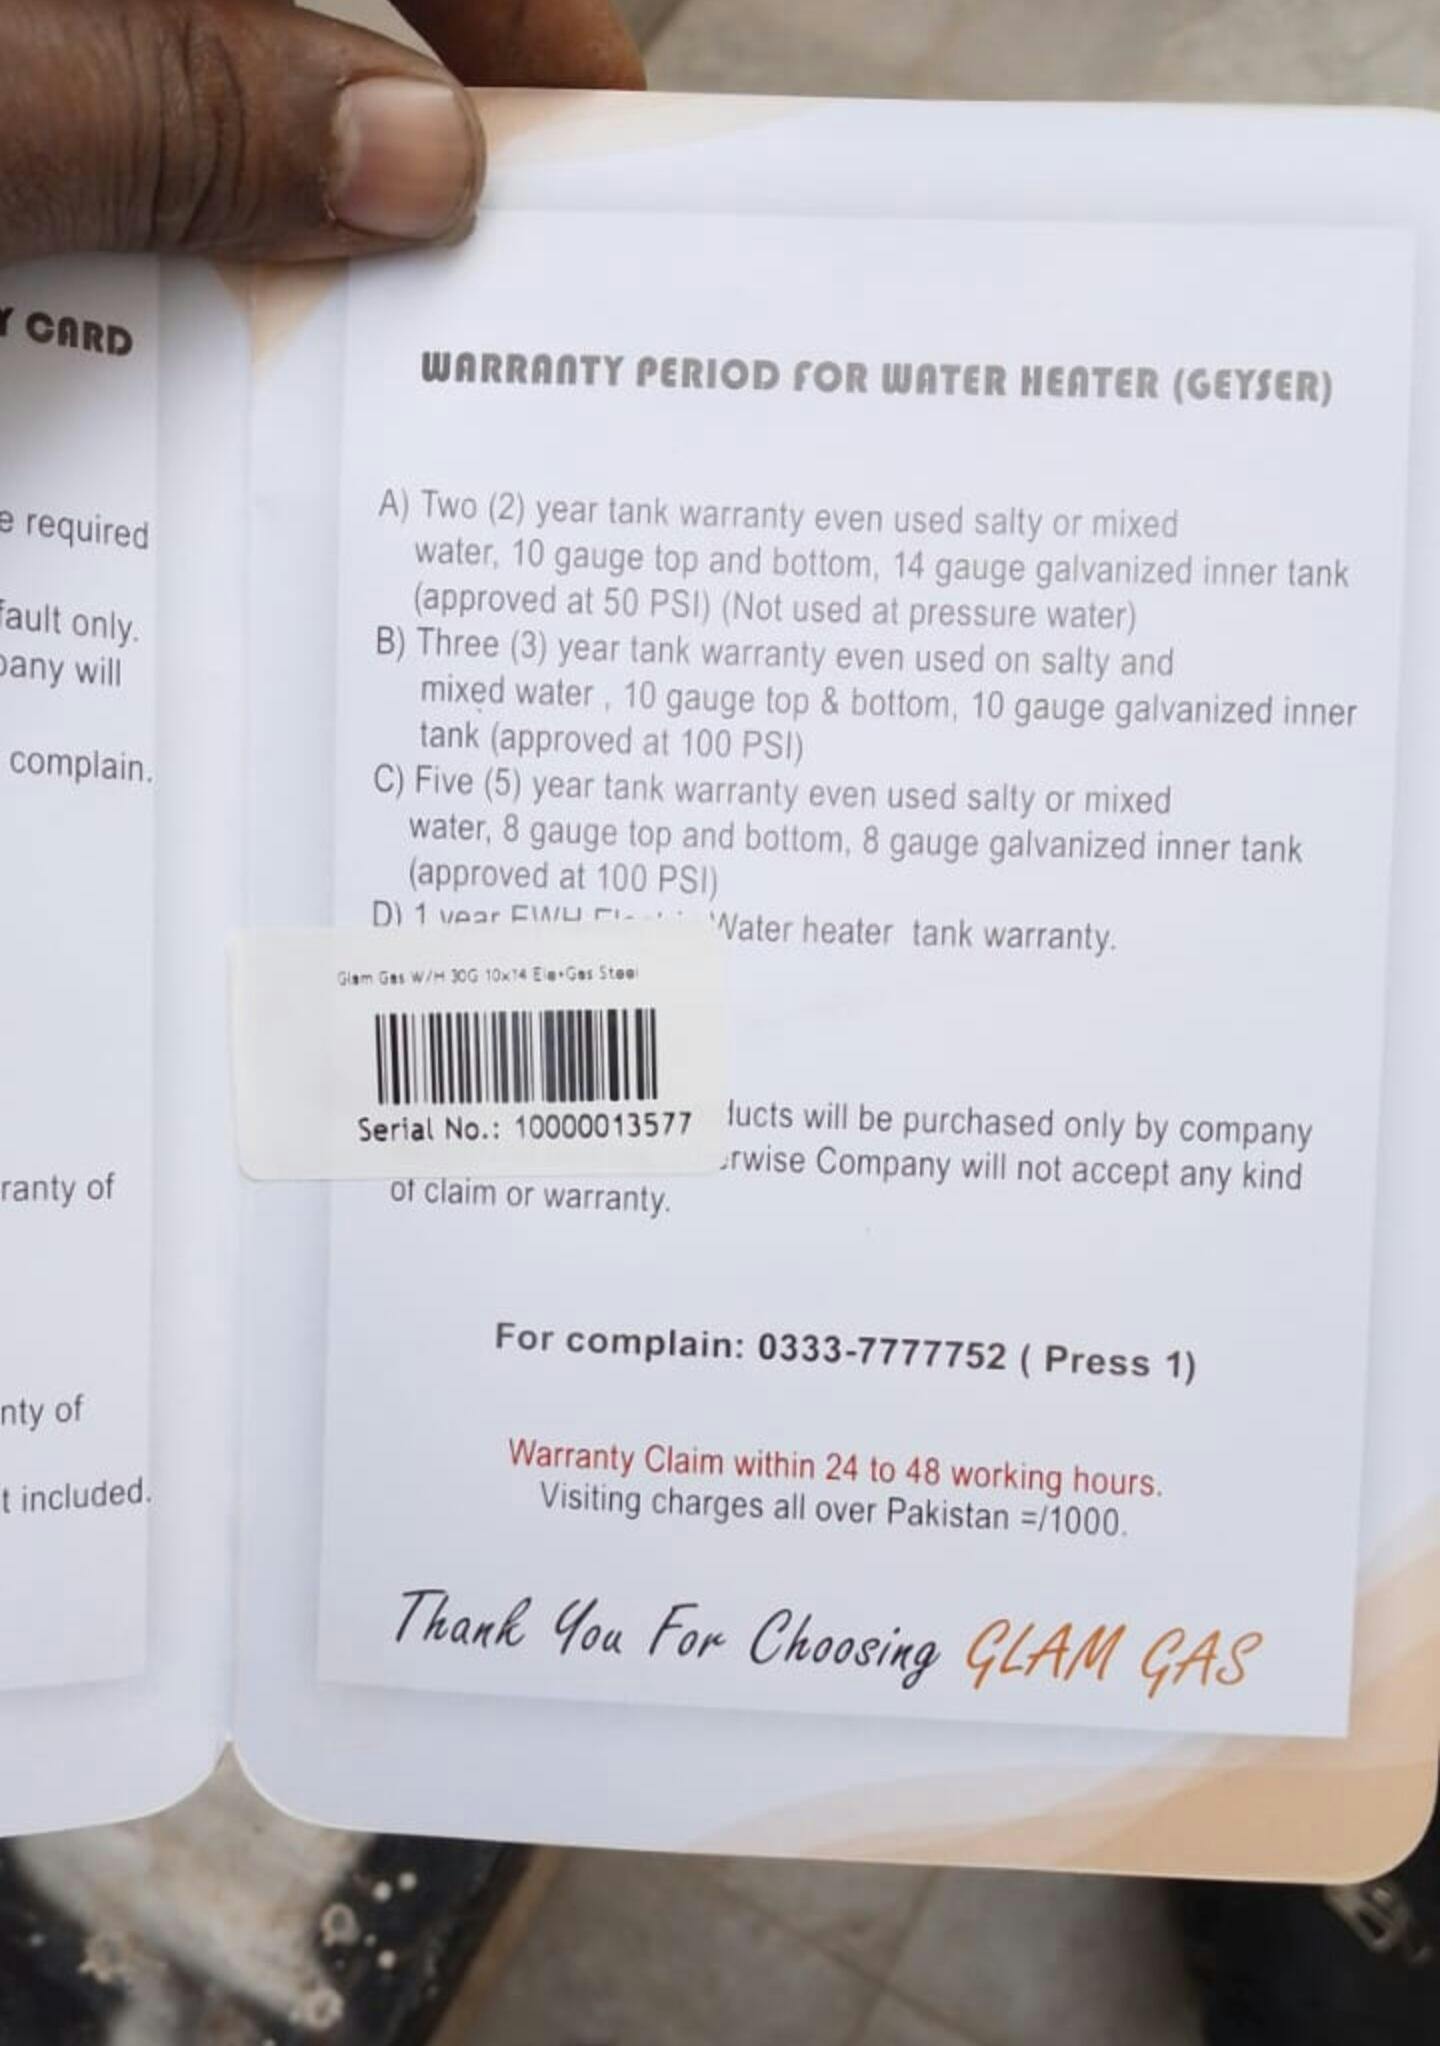 CARD
required
fault only.
will
complain.
ranty of
nty of
t included.
WARRANTY PERIOD FOR WATER HEATER (GEYSER)
A) Two (2) year tank warranty even used salty or mixed
water, 10 gauge top and bottom, 14 gauge galvanized inner tank
(approved at 50 PSI) (Not used at pressure water)
B) Three (3) year tank warranty even used on salty and
mixed water , 10 gauge top & bottom, 10 gauge galvanized inner
tank (approved at 100 PSI)
C) Five (5) year tank warranty even used salty or mixed
water, 8 gauge top and bottom, 8 gauge galvanized inner tank
(approved at 100 PSI)
D) 1 year EWH Electric Water heater tank warranty.
Glam Gas W/H 30G 10x14 Ele+Gas Steel
Serial No.: 10000013577
ducts will be purchased only by company
erwise Company will not accept any kind
of claim or warranty.
For complain: 0333-7777752 ( Press 1)
Warranty Claim within 24 to 48 working hours.
Visiting charges all over Pakistan =/1000.
Thank You For Choosing GLAM GAS